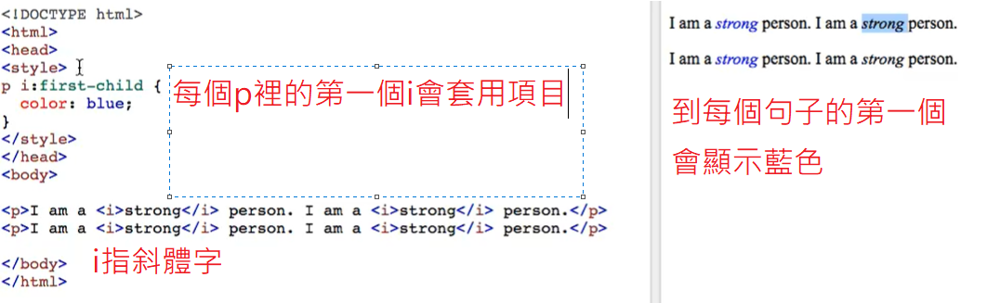 <!DOCTYPE html>
<html>
<head>
<style>
p i:first-child {
  color: blue;
}
</style>
</head>
<body>
<p>I am a <i>strong</i> person. I am a <i>strong</i> person.</p>
<p>I am a <i>strong</i> person. I am a <i>strong</i> person.</p>
</body>
</html>
每個p裡的第一個i會套用項目
i指斜體字
I am a strong person. I am a strong person.
I am a strong person. I am a strong person.
到每個句子的第一個
會顯示藍色